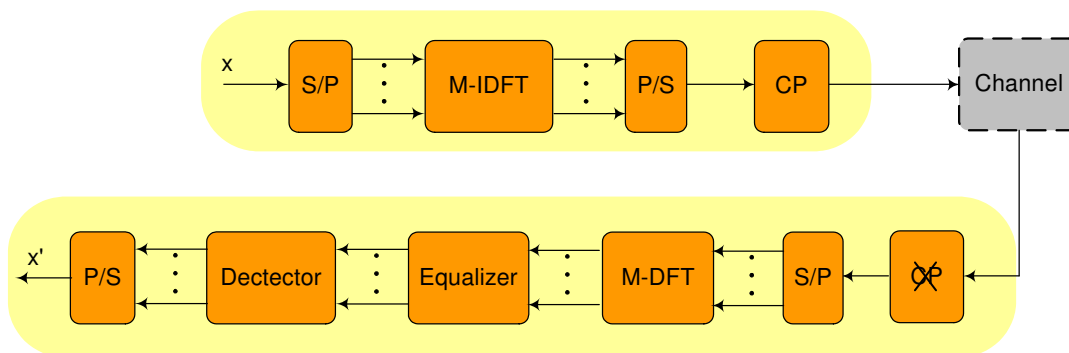 x
S/P
M-IDFT
P/S
CP
Channel
x'
P/S
Dectector
Equalizer
M-DFT
S/P
CP